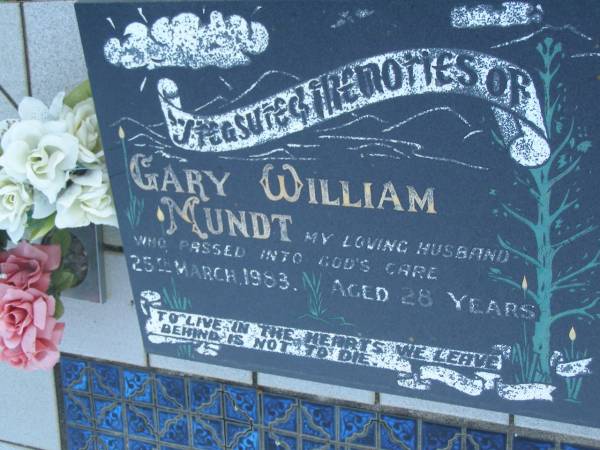 Treasured Memories of
Gary William
Mundt my loving husband
who passed into God's care
25th March, 1983. aged 28 years
To live in the hearts we leave
behind is not to die.